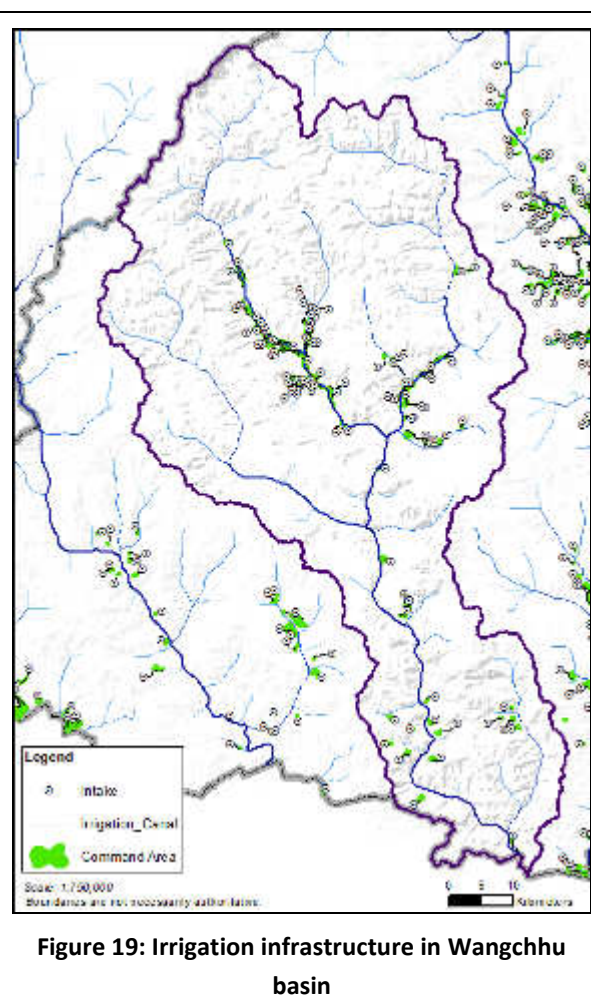 Legend
Intake
Irrigation_Canal
Command Area
Scale 1:750,000
Boundaries are not necessarily authoritative.
0 5 10
Kilometers
Figure 19: Irrigation infrastructure in Wangchhu
basin